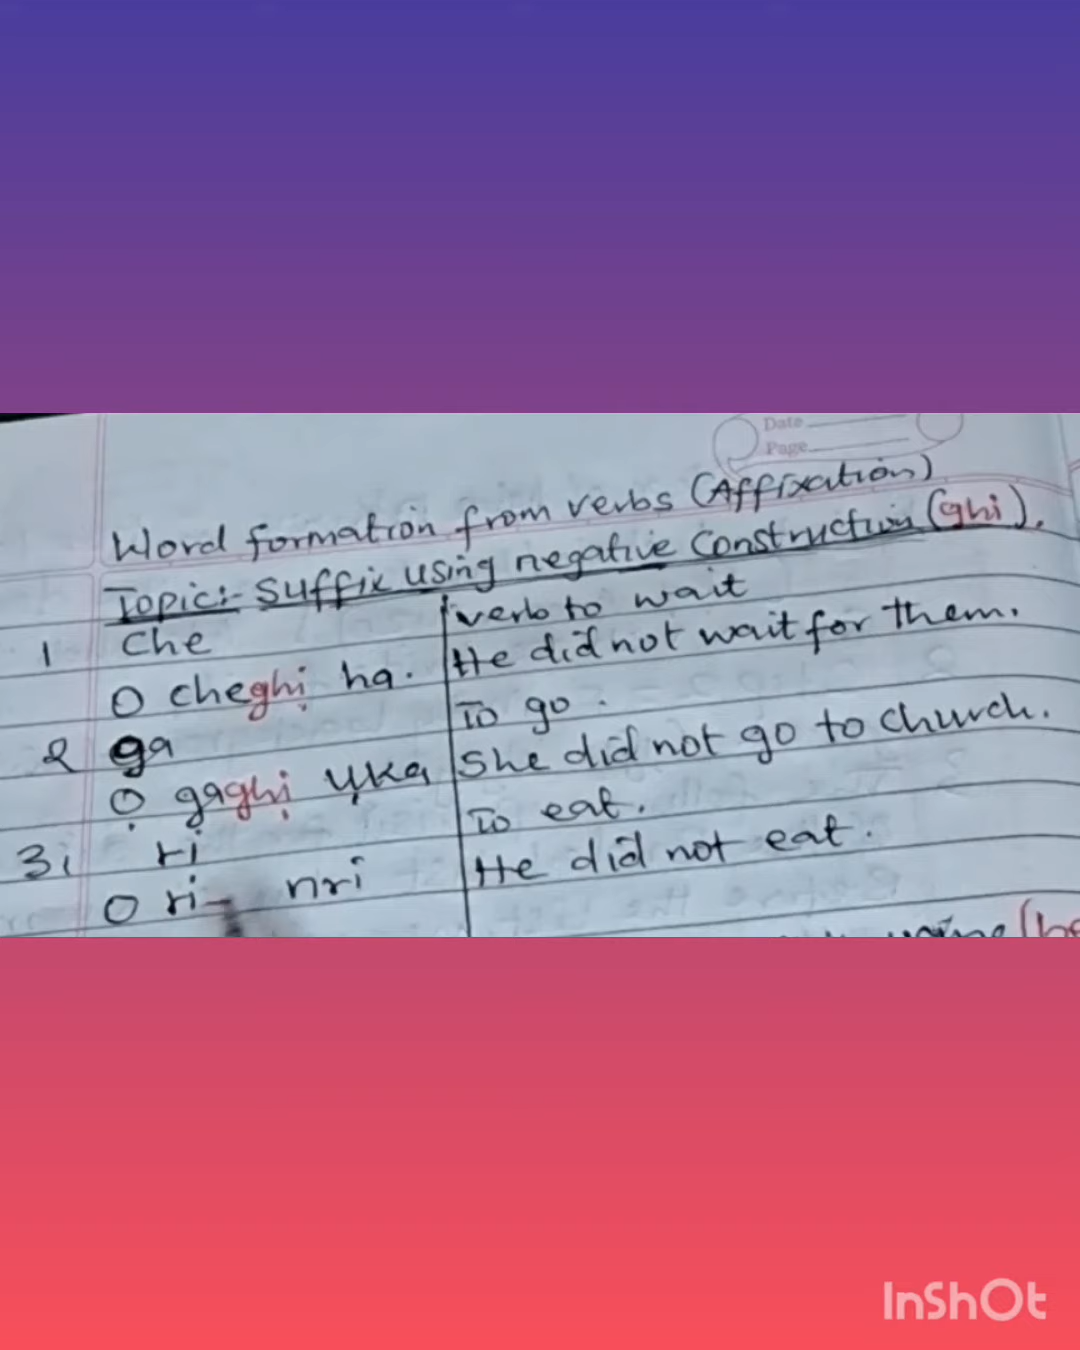 Date
Page
Word formation from verbs (Affixation)
Topic:- Suffix using negative construction (ghi).
1 Che verb to wait
O cheghị ha. He did not wait for them.
2 ga To go.
Ọ gaghị ụka She did not go to church.
3i ri To eat.
O ri- nri He did not eat.
InShOt